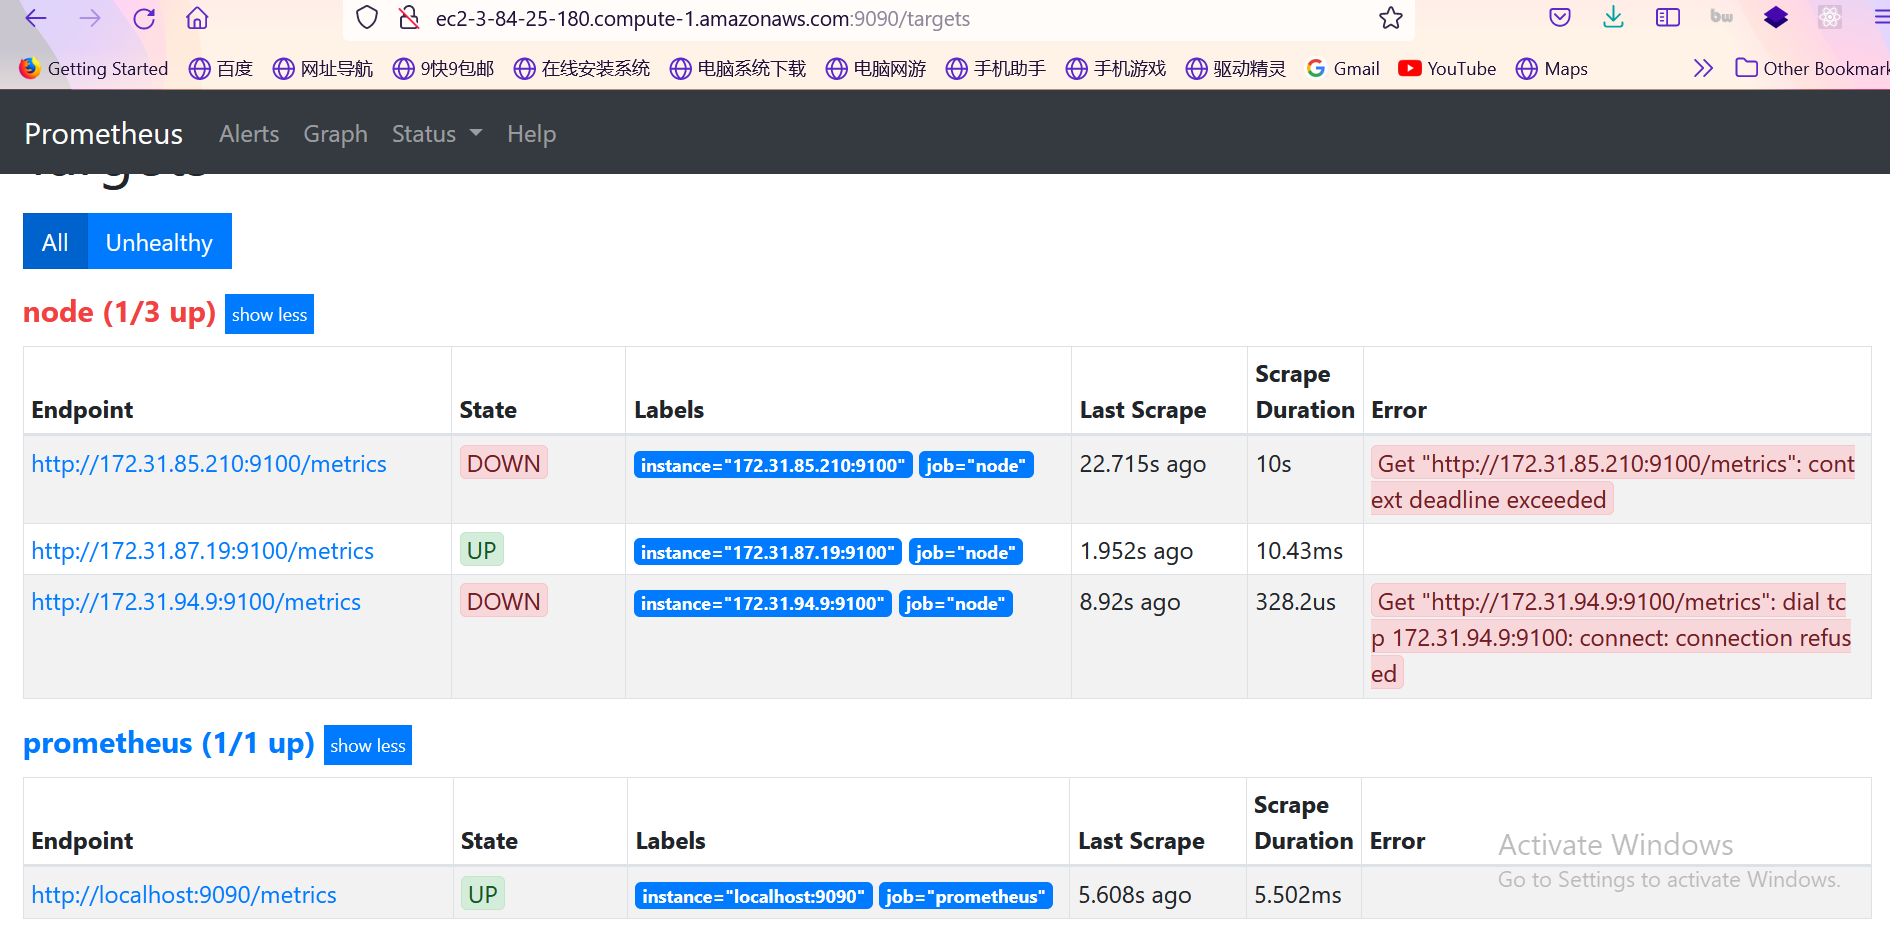 ec2-3-84-25-180.compute-1.amazonaws.com:9090/targets
bw
Getting Started 百度 网址导航 9快9包邮 在线安装系统 电脑系统下载 电脑网游 手机助手 手机游戏 驱动精灵 Gmail YouTube Maps Other Bookmark
Prometheus Alerts Graph Status Help
Targets
All Unhealthy
node (1/3 up) show less
Scrape
Endpoint State Labels Last Scrape Duration Error
http://172.31.85.210:9100/metrics DOWN instance="172.31.85.210:9100" job="node" 22.715s ago 10s Get "http://172.31.85.210:9100/metrics": cont
ext deadline exceeded
http://172.31.87.19:9100/metrics UP instance="172.31.87.19:9100" job="node" 1.952s ago 10.43ms
http://172.31.94.9:9100/metrics DOWN instance="172.31.94.9:9100" job="node" 8.92s ago 328.2us Get "http://172.31.94.9:9100/metrics": dial tc
p 172.31.94.9:9100: connect: connection refus
ed
prometheus (1/1 up) show less
Scrape
Endpoint State Labels Last Scrape Duration Error
Activate Windows
Go to Settings to activate Windows.
http://localhost:9090/metrics UP instance="localhost:9090" job="prometheus" 5.608s ago 5.502ms